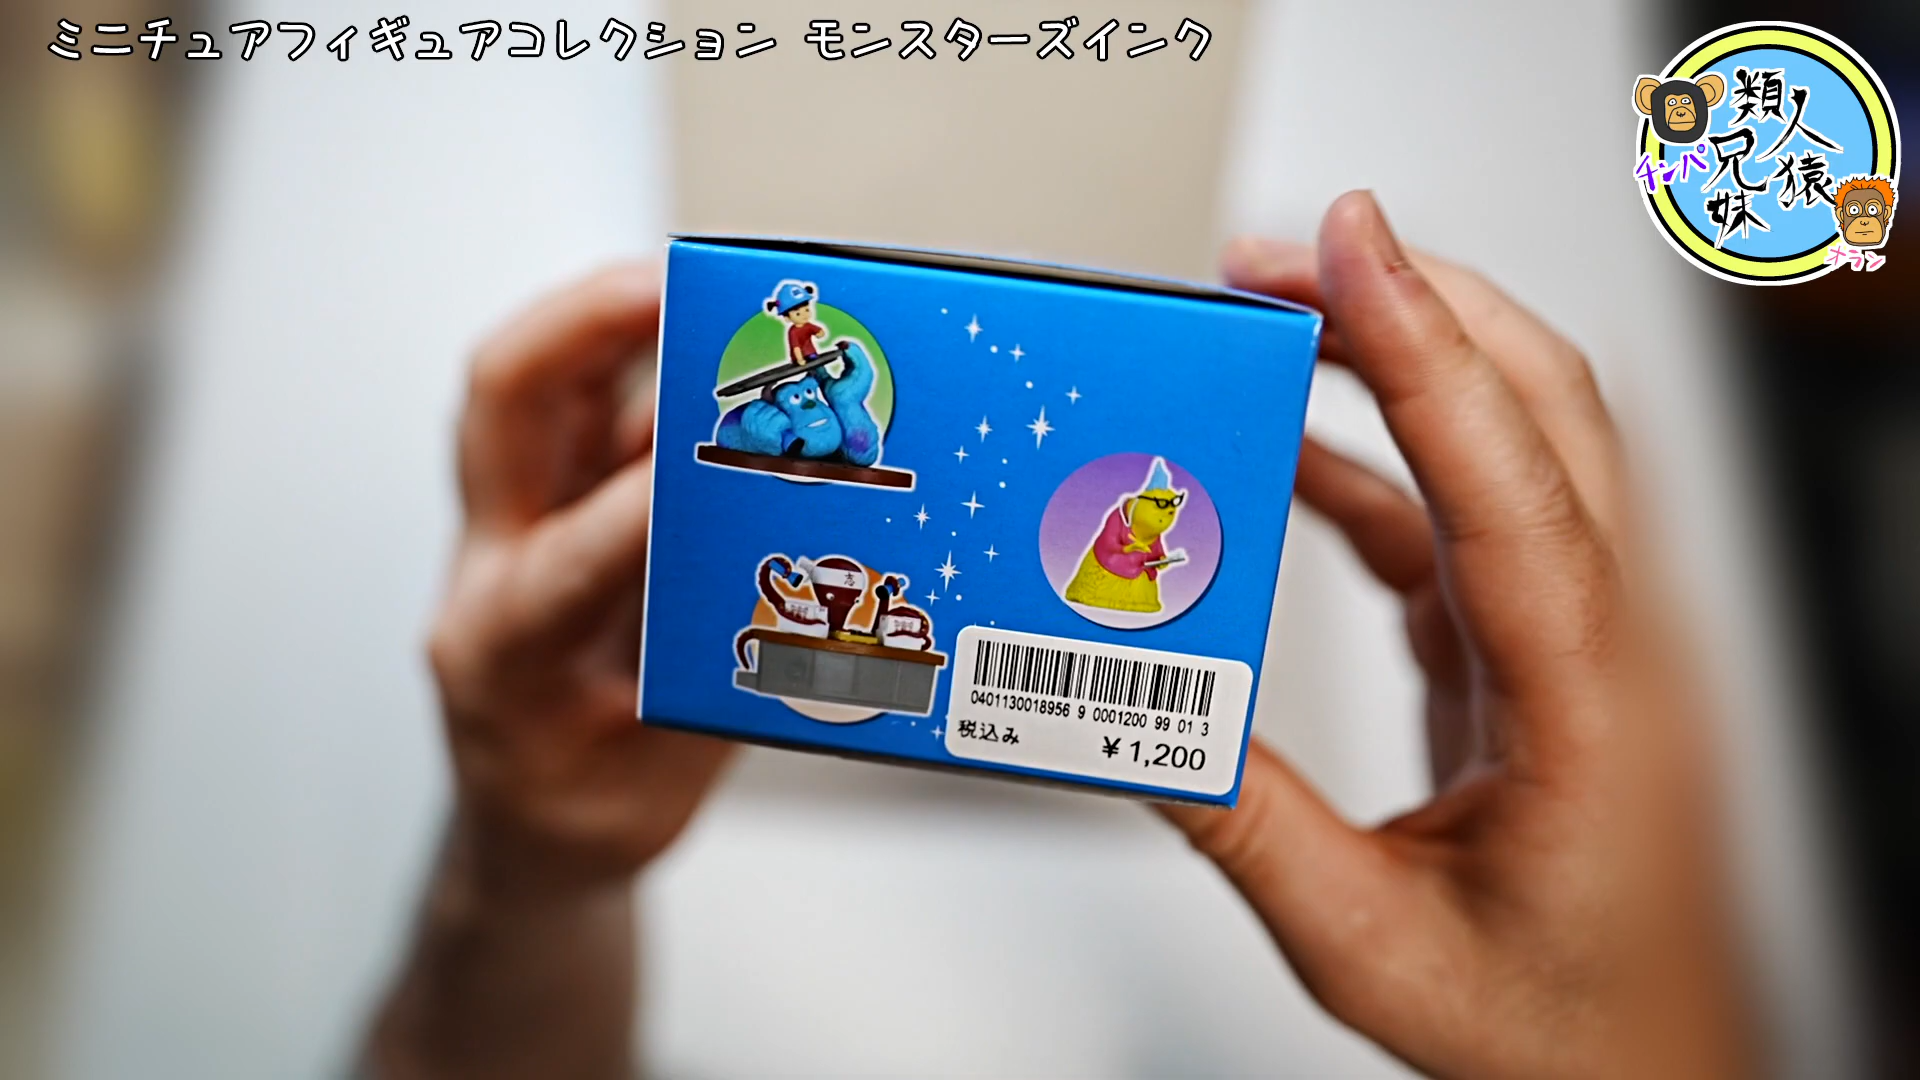 ミニチュアフィギュアコレクション モンスターズインク
類人猿
兄妹
チンパ
オラン
志
0401130018956 9 0001200 99 01 3
税込み
¥1,200